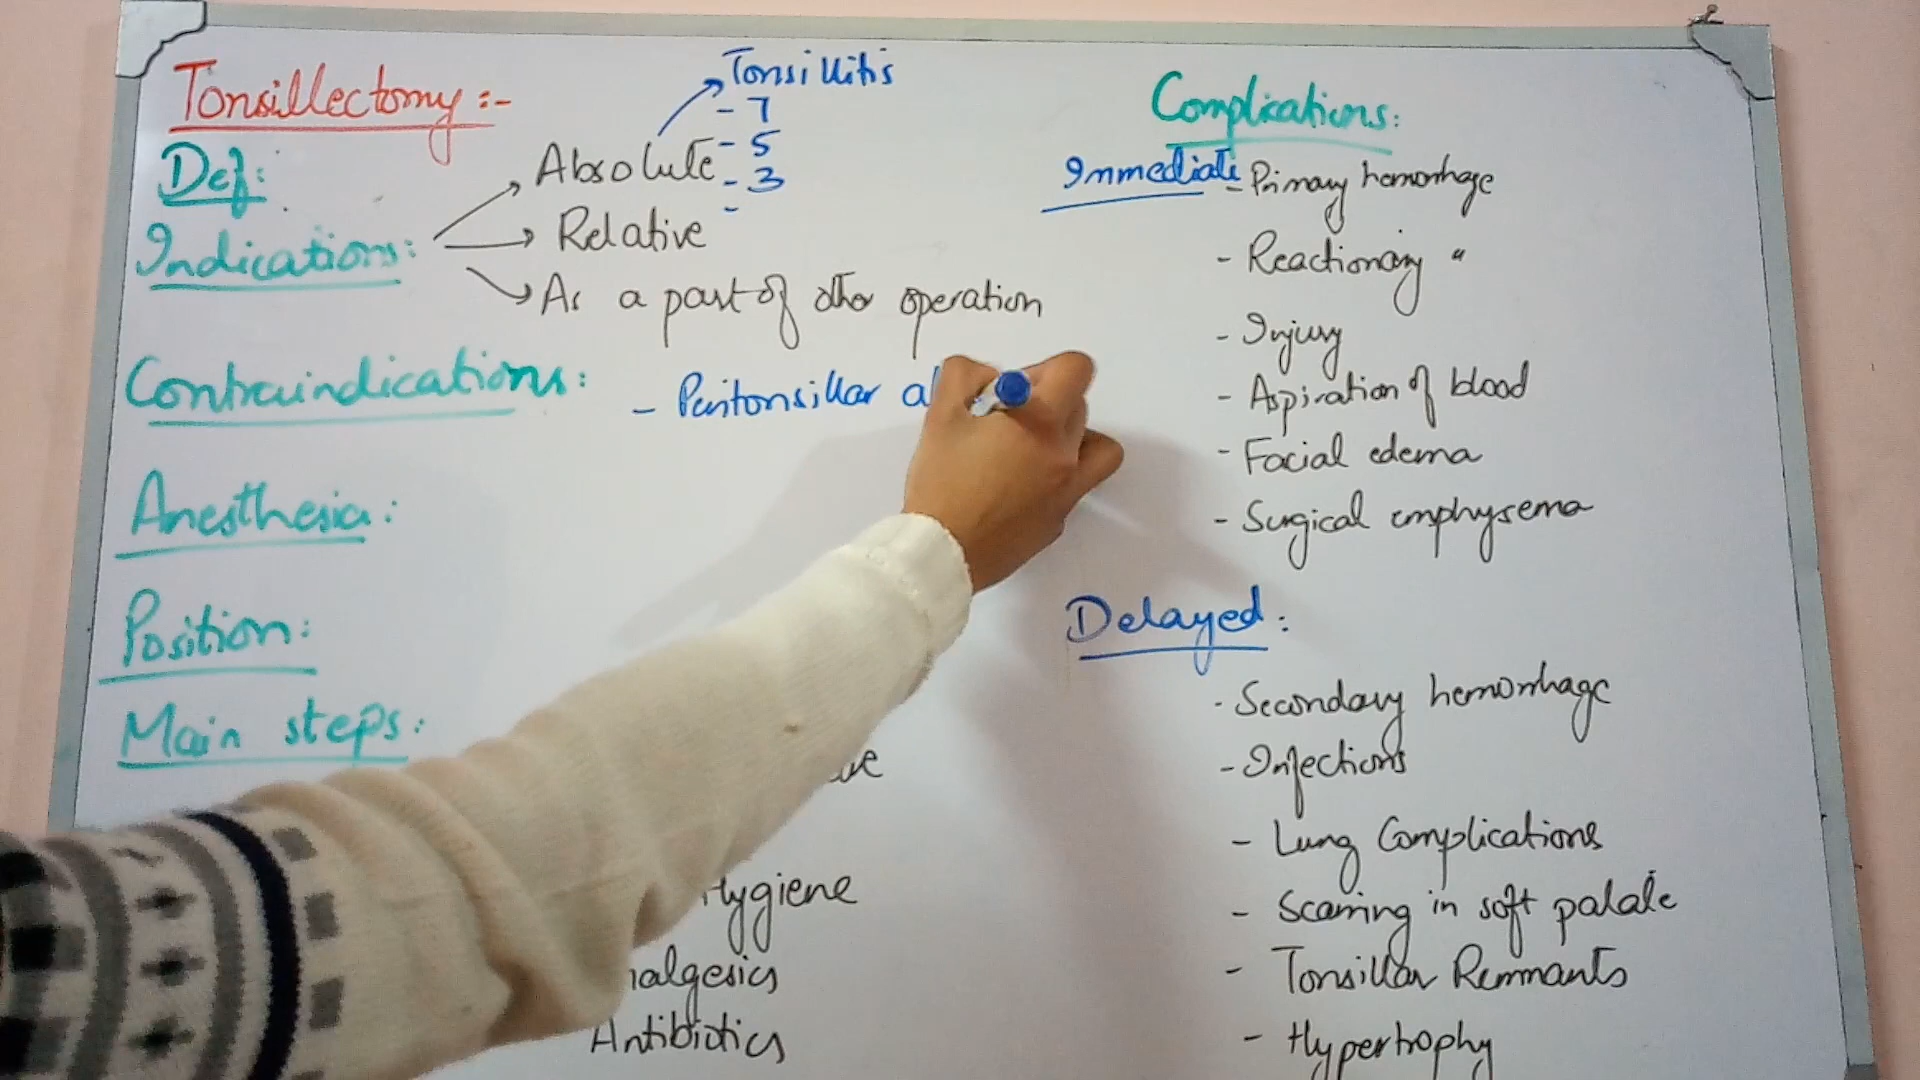 Tonsillectomy :-
Def:
Indications:
Absolute
Tonsillitis
- 7
- 5
- 3
-
Relative
As a part of other operation
Contraindications:
- Peritonsillar
Anesthesia:
Position:
Main steps:
Hygiene
Antibiotics
Complications:
Immediate
- Primary hemorrhage
- Reactionary "
- Injury
- Aspiration of blood
- Facial edema
- Surgical emphysema
Delayed:
- Secondary hemorrhage
- Infections
- Lung Complications
- Scarring in soft palate
- Tonsillar Remnants
- Hypertrophy